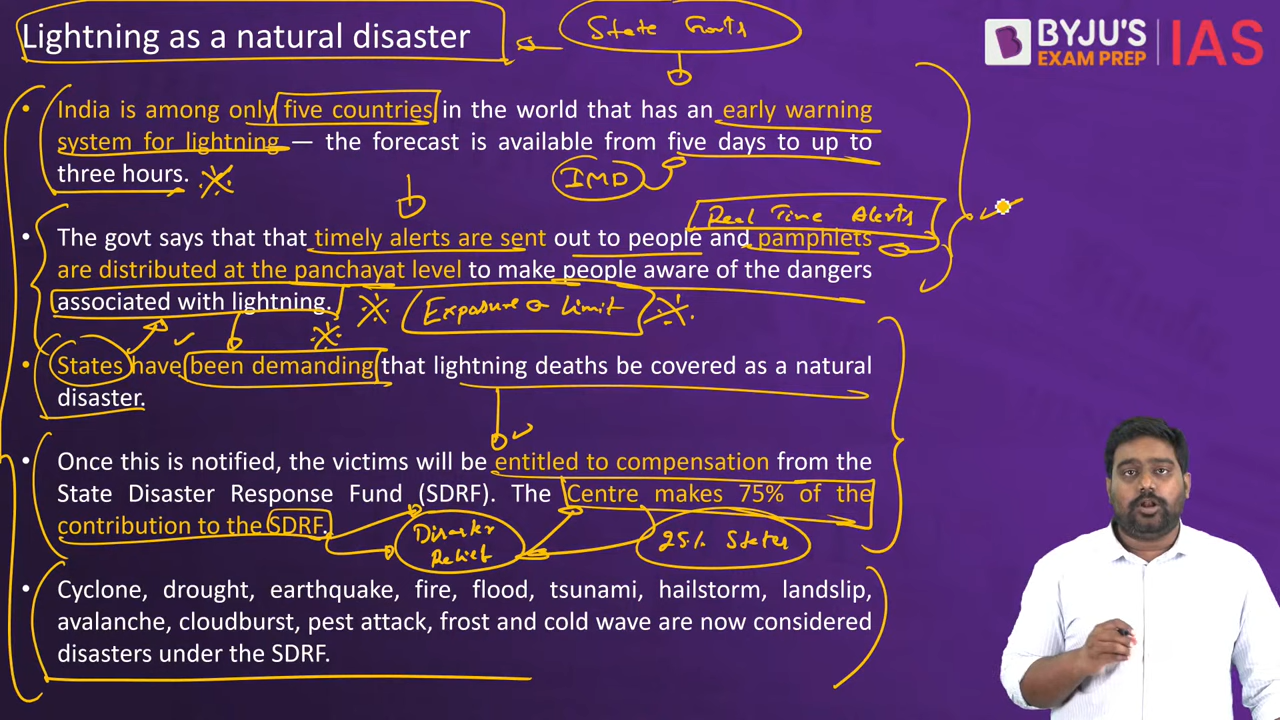 Lightning as a natural disaster
State Govts
BYJU'S
EXAM PREP
IAS
• India is among only five countries in the world that has an early warning
system for lightning — the forecast is available from five days to up to
three hours.
IMD
Real Time Alerts
• The govt says that that timely alerts are sent out to people and pamphlets
are distributed at the panchayat level to make people aware of the dangers
associated with lightning.
Exposure Limit
• States have been demanding that lightning deaths be covered as a natural
disaster.
• Once this is notified, the victims will be entitled to compensation from the
State Disaster Response Fund (SDRF). The Centre makes 75% of the
contribution to the SDRF.
Disaster
Relief
25% States
• Cyclone, drought, earthquake, fire, flood, tsunami, hailstorm, landslip,
avalanche, cloudburst, pest attack, frost and cold wave are now considered
disasters under the SDRF.